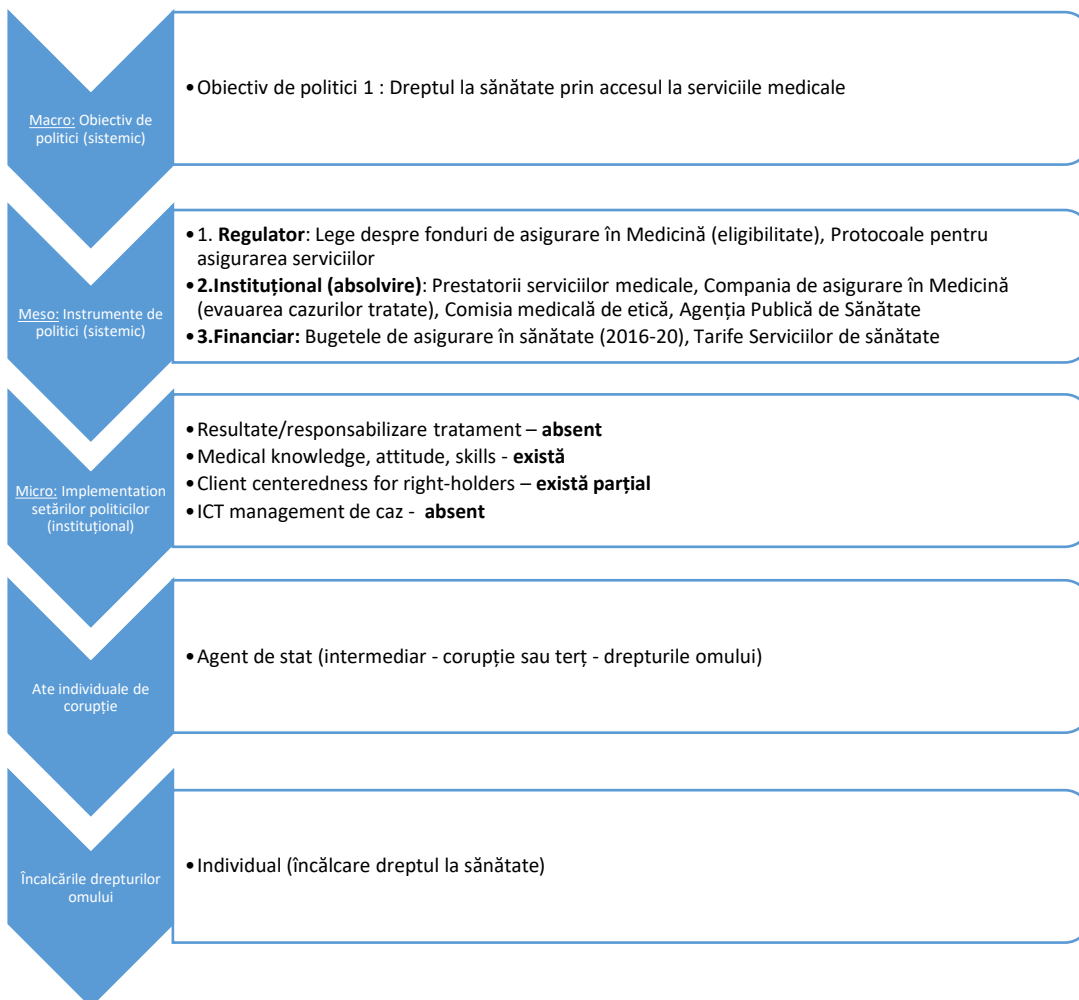 Macro: Obiectiv de
politici (sistemic)
•Obiectiv de politici 1 : Dreptul la sănătate prin accesul la serviciile medicale
Meso: Instrumente de
politici (sistemic)
•1. Regulator: Lege despre fonduri de asigurare în Medicină (eligibilitate), Protocoale pentru
asigurarea serviciilor
•2.Instituțional (absolvire): Prestatorii serviciilor medicale, Compania de asigurare în Medicină
(evauarea cazurilor tratate), Comisia medicală de etică, Agenția Publică de Sănătate
•3.Financiar: Bugetele de asigurare în sănătate (2016-20), Tarife Serviciilor de sănătate
Micro: Implementation
setărilor politicilor
(instituțional)
•Resultate/responsabilizare tratament – absent
•Medical knowledge, attitude, skills - există
•Client centeredness for right-holders – există parțial
•ICT management de caz - absent
Ate individuale de
corupție
•Agent de stat (intermediar - corupție sau terț - drepturile omului)
Încalcările drepturilor
omului
•Individual (încălcare dreptul la sănătate)